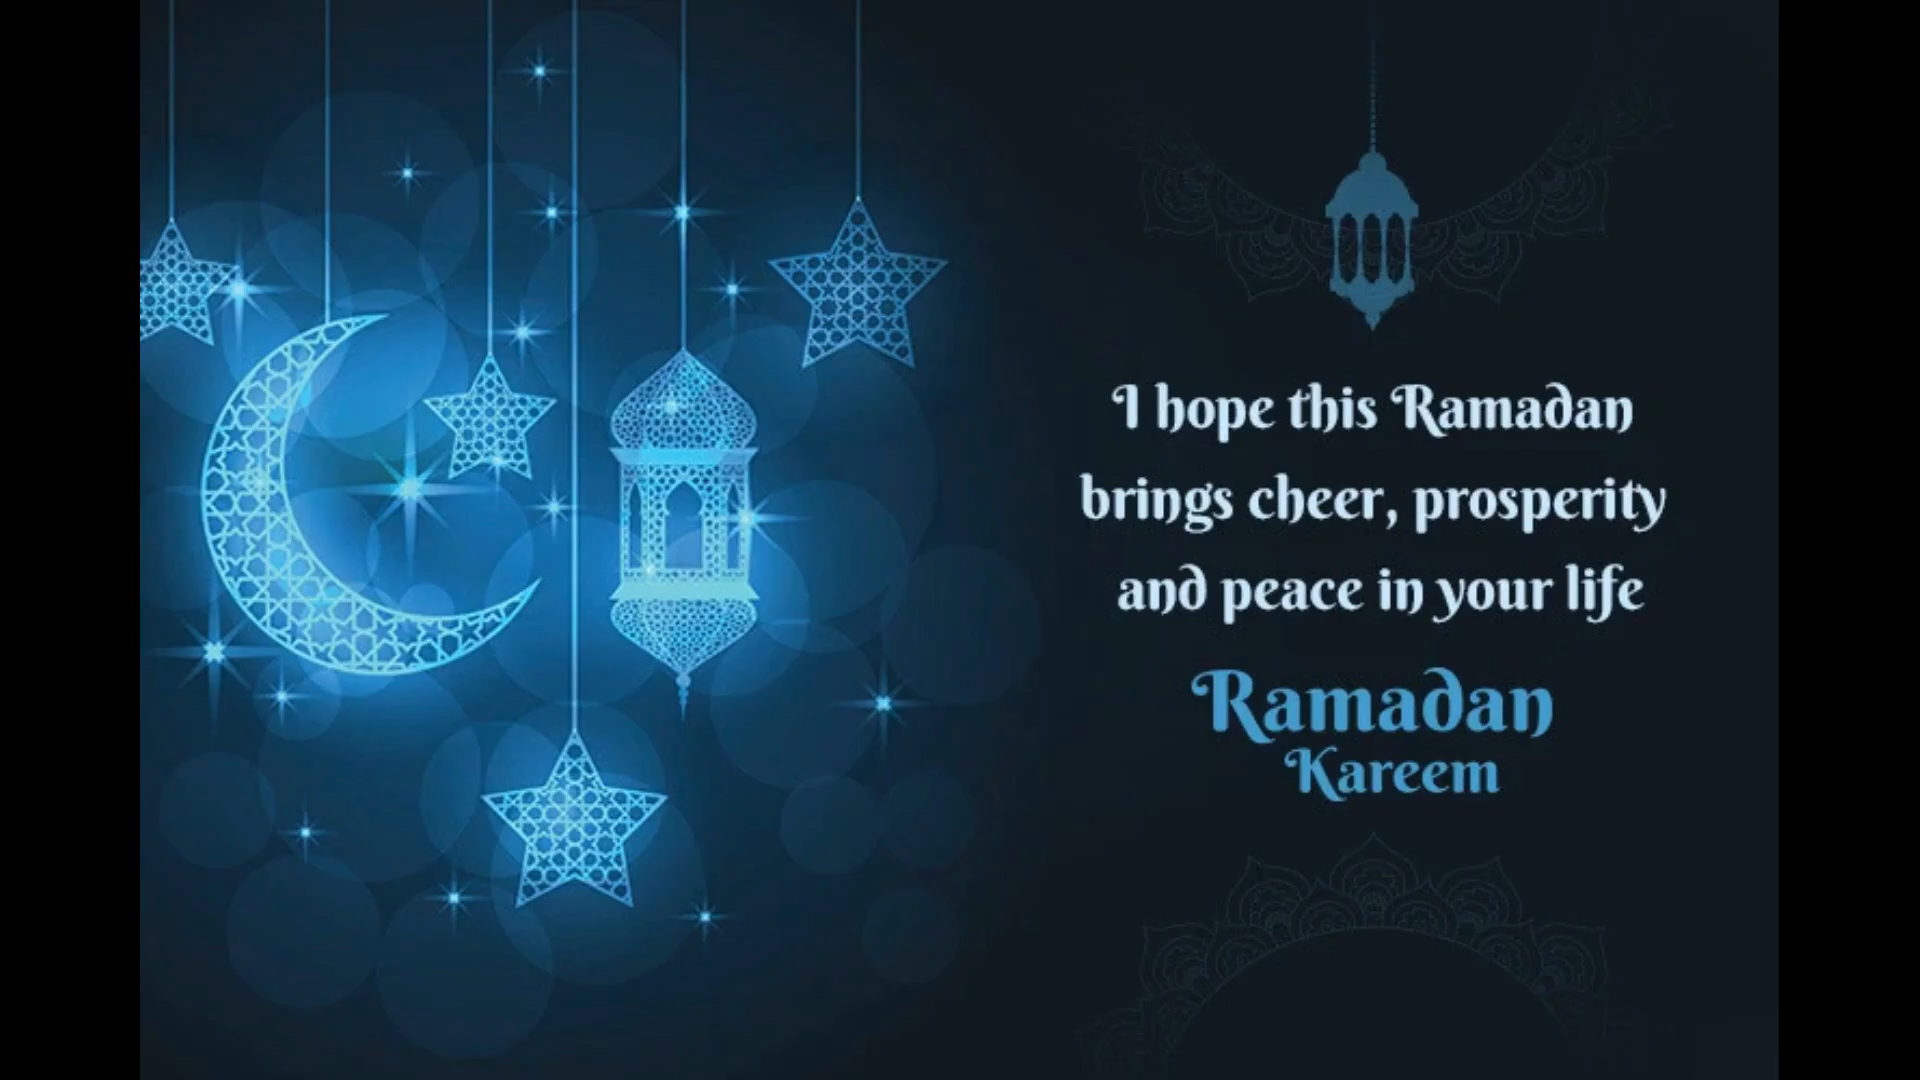 I hope this Ramadan
brings cheer, prosperity
and peace in your life
Ramadan
Kareem